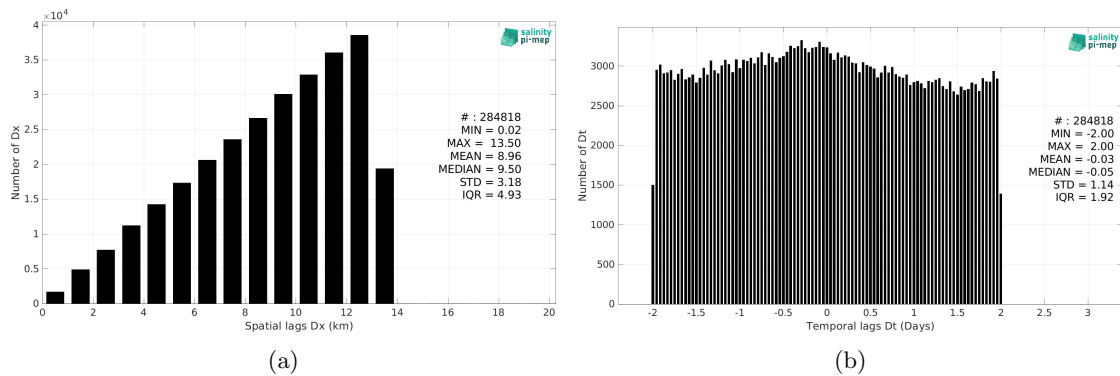 ×10⁴
4
3.5
3
2.5
2
1.5
1
0.5
0
Number of Dx
0 2 4 6 8 10 12 14 16 18 20
Spatial lags Dx (km)
salinity
pi-mep
# : 284818
MIN = 0.02
MAX = 13.50
MEAN = 8.96
MEDIAN = 9.50
STD = 3.18
IQR = 4.93
(a)
3000
2500
2000
1500
1000
500
0
Number of Dt
-2 -1.5 -1 -0.5 0 0.5 1 1.5 2 2.5 3
Temporal lags Dt (Days)
salinity
pi-mep
# : 284818
MIN = -2.00
MAX = 2.00
MEAN = -0.03
MEDIAN = -0.05
STD = 1.14
IQR = 1.92
(b)